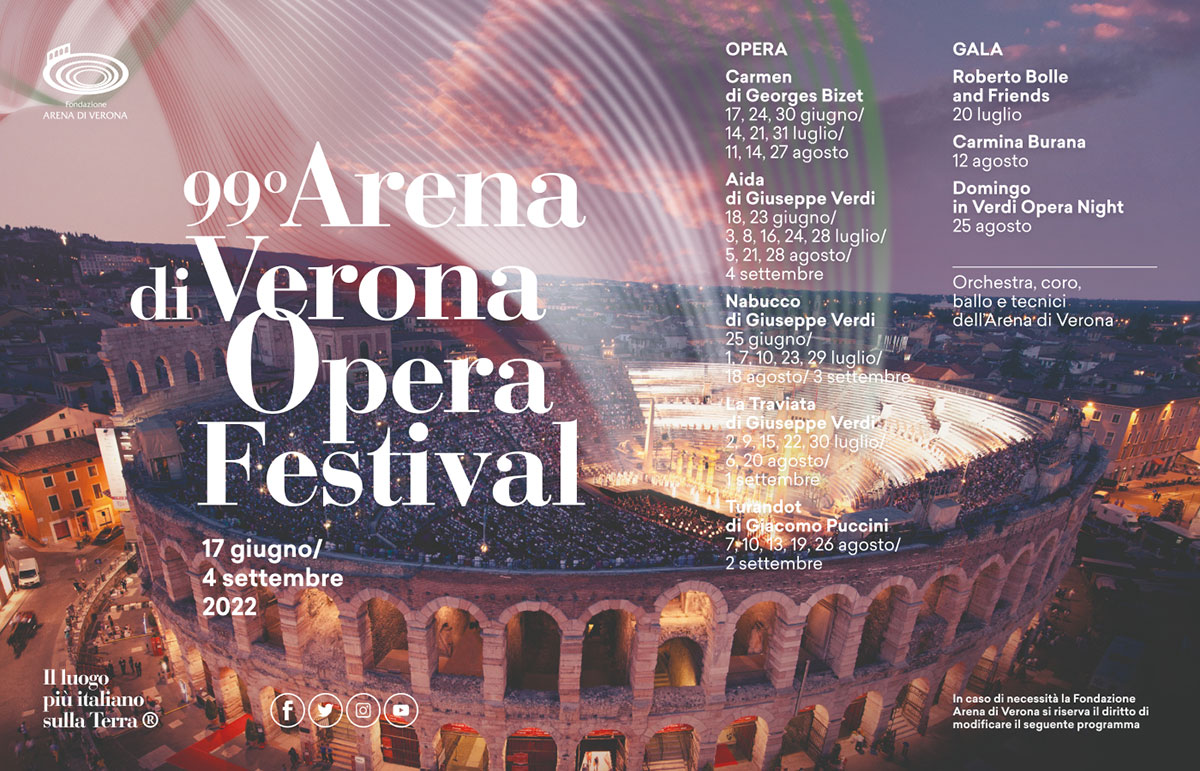 Fondazione
ARENA DI VERONA
99° Arena
di Verona
Opera
Festival
17 giugno/
4 settembre
2022
Il luogo
più italiano
sulla Terra ®
OPERA
Carmen
di Georges Bizet
17, 24, 30 giugno/
14, 21, 31 luglio/
11, 14, 27 agosto
Aida
di Giuseppe Verdi
18, 23 giugno/
3, 8, 16, 24, 28 luglio/
5, 21, 28 agosto/
4 settembre
Nabucco
di Giuseppe Verdi
25 giugno/
1, 7, 10, 23, 29 luglio/
18 agosto/ 3 settembre
La Traviata
di Giuseppe Verdi
2, 9, 15, 22, 30 luglio/
6, 20 agosto/
1 settembre
Turandot
di Giacomo Puccini
7, 10, 13, 19, 26 agosto/
2 settembre
GALA
Roberto Bolle
and Friends
20 luglio
Carmina Burana
12 agosto
Domingo
in Verdi Opera Night
25 agosto
Orchestra, coro,
ballo e tecnici
dell'Arena di Verona
In caso di necessità la Fondazione
Arena di Verona si riserva il diritto di
modificare il seguente programma